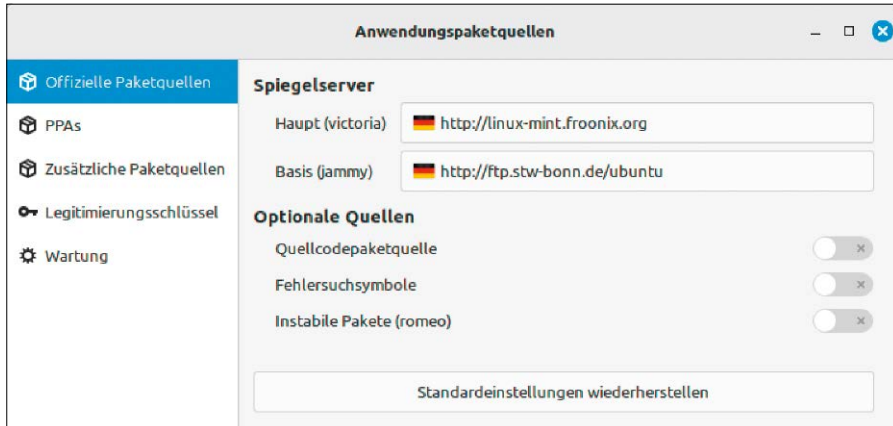 Anwendungspaketquellen
Offizielle Paketquellen
PPAs
Zusätzliche Paketquellen
Legitimierungsschlüssel
Wartung
Spiegelserver
Haupt (victoria) http://linux-mint.froonix.org
Basis (jammy) http://ftp.stw-bonn.de/ubuntu
Optionale Quellen
Quellcodepaketquelle
Fehlersuchsymbole
Instabile Pakete (romeo)
Standardeinstellungen wiederherstellen